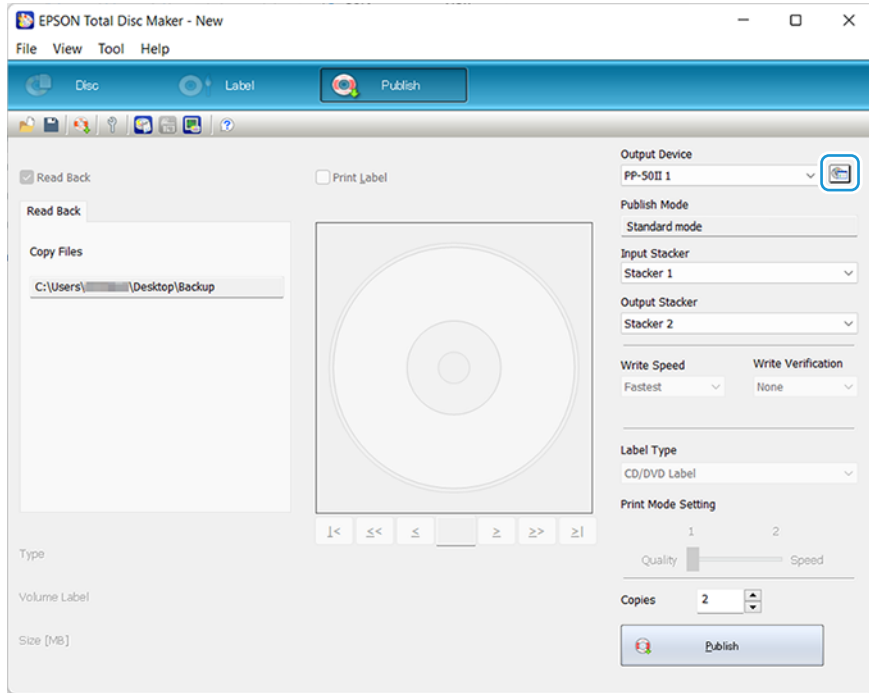 EPSON Total Disc Maker - New
File View Tool Help
Disc Label Publish
Read Back
Print Label
Read Back
Copy Files
C:\Users\ \Desktop\Backup
|< << < > >> >|
Type
Volume Label
Size [MB]
Output Device
PP-50II 1
Publish Mode
Standard mode
Input Stacker
Stacker 1
Output Stacker
Stacker 2
Write Speed Write Verification
Fastest None
Label Type
CD/DVD Label
Print Mode Setting
1 2
Quality Speed
Copies 2
Publish